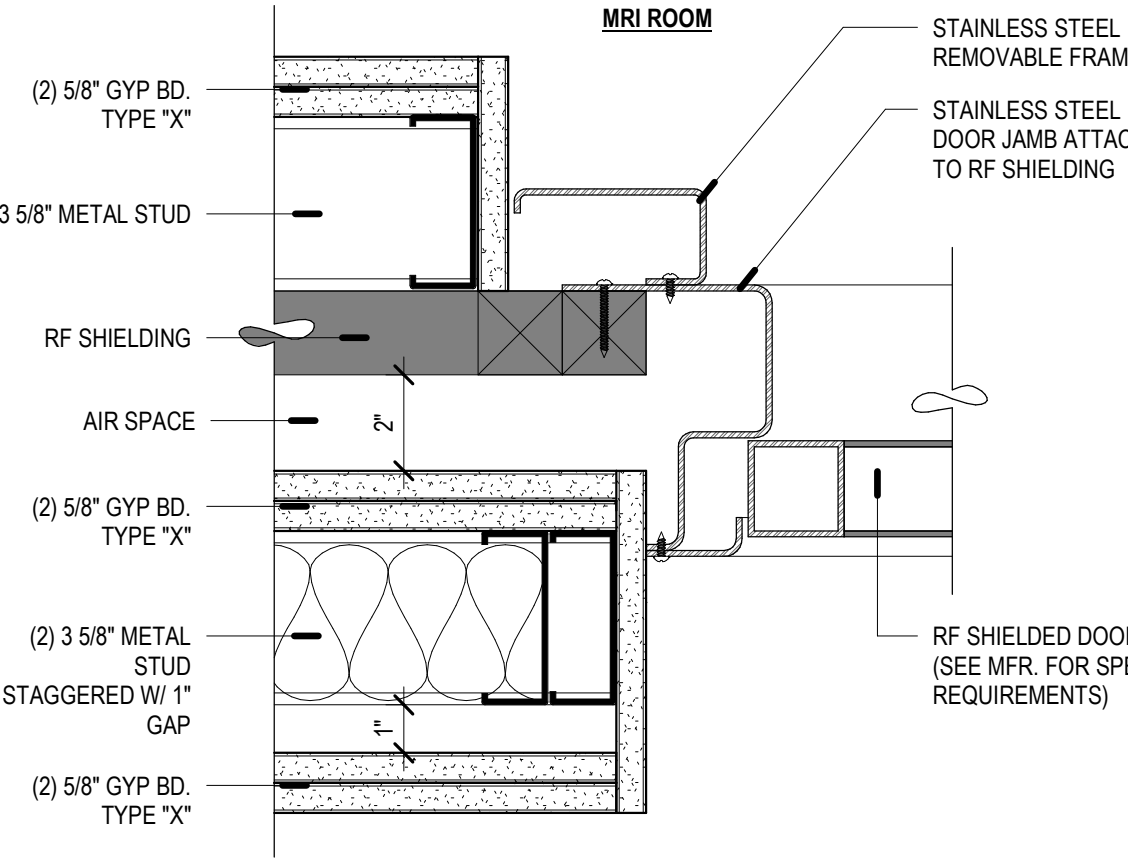 MRI ROOM
(2) 5/8" GYP BD.
TYPE "X"
3 5/8" METAL STUD
RF SHIELDING
AIR SPACE
(2) 5/8" GYP BD.
TYPE "X"
(2) 3 5/8" METAL
STUD
STAGGERED W/ 1"
GAP
(2) 5/8" GYP BD.
TYPE "X"
2"
1"
STAINLESS STEEL
REMOVABLE FRAM
STAINLESS STEEL
DOOR JAMB ATTAC
TO RF SHIELDING
RF SHIELDED DOO
(SEE MFR. FOR SPE
REQUIREMENTS)